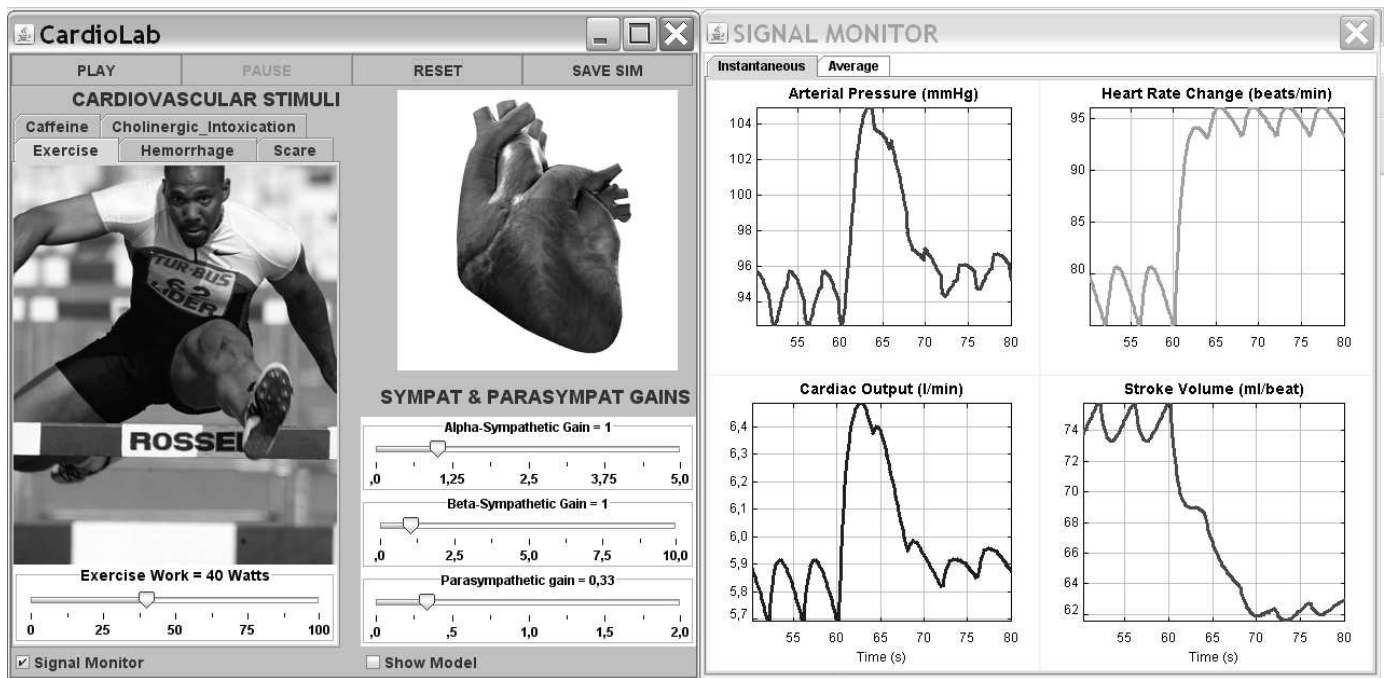 CardioLab
PLAY PAUSE RESET SAVE SIM
CARDIOVASCULAR STIMULI
Caffeine Cholinergic_Intoxication
Exercise Hemorrhage Scare
TUR-BUS
62
LIDER
ROSSEL
Exercise Work = 40 Watts
0 25 50 75 100
Signal Monitor
SYMPAT & PARASYMPAT GAINS
Alpha-Sympathetic Gain = 1
,0 1,25 2,5 3,75 5,0
Beta-Sympathetic Gain = 1
,0 2,5 5,0 7,5 10,0
Parasympathetic gain = 0,33
,0 ,5 1,0 1,5 2,0
Show Model
SIGNAL MONITOR
Instantaneous Average
Arterial Pressure (mmHg)
104
102
100
98
96
94
55 60 65 70 75 80
Heart Rate Change (beats/min)
95
90
85
80
55 60 65 70 75 80
Cardiac Output (l/min)
6,4
6,3
6,2
6,1
6,0
5,9
5,8
5,7
55 60 65 70 75 80
Time (s)
Stroke Volume (ml/beat)
74
72
70
68
66
64
62
55 60 65 70 75 80
Time (s)